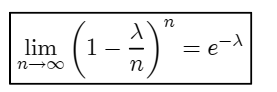 lim_{n→∞} (1 − λ/n)^n = e^{−λ}